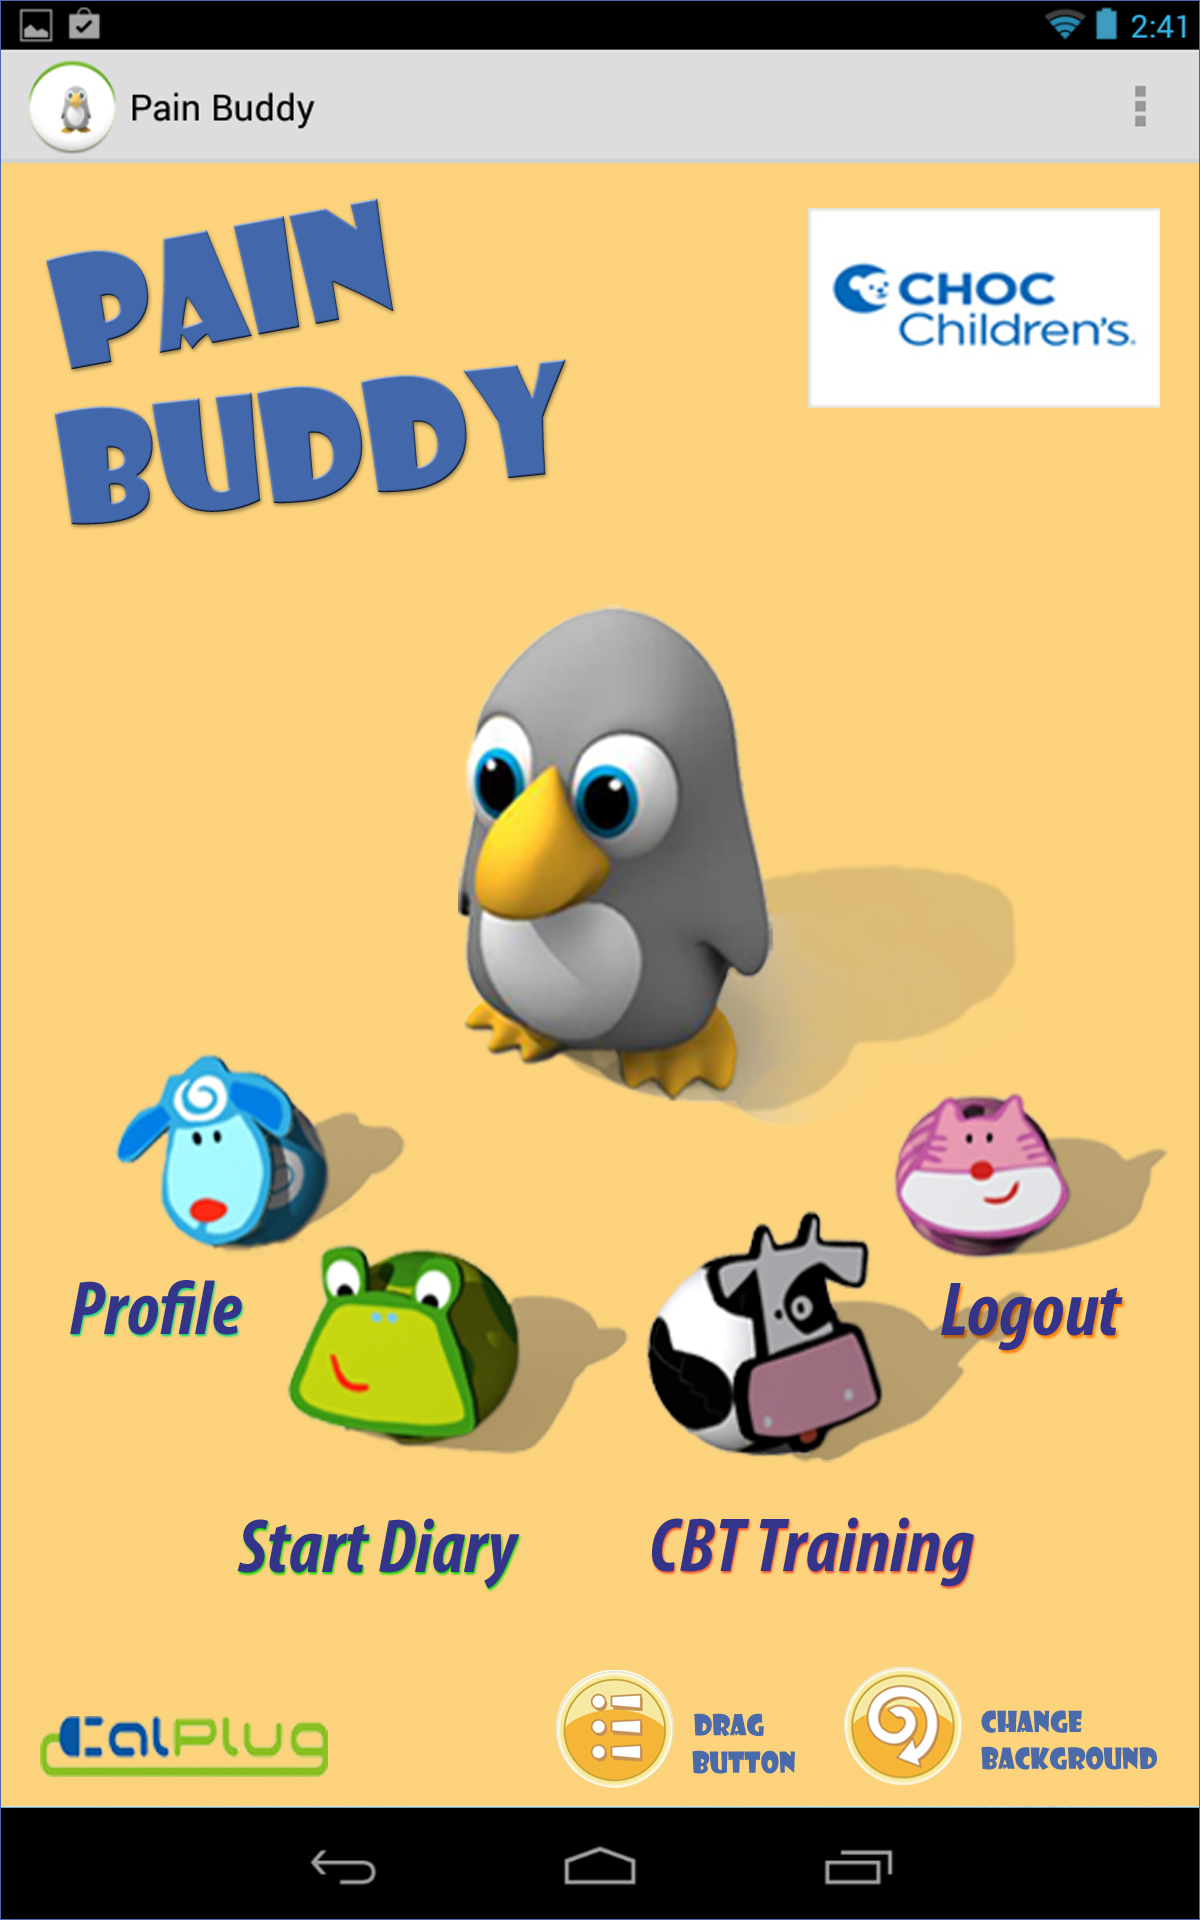 2:41
Pain Buddy
PAIN
BUDDY
CHOC
Children's.
Profile
Logout
Start Diary
CBT Training
CalPlug
DRAG
BUTTON
CHANGE
BACKGROUND